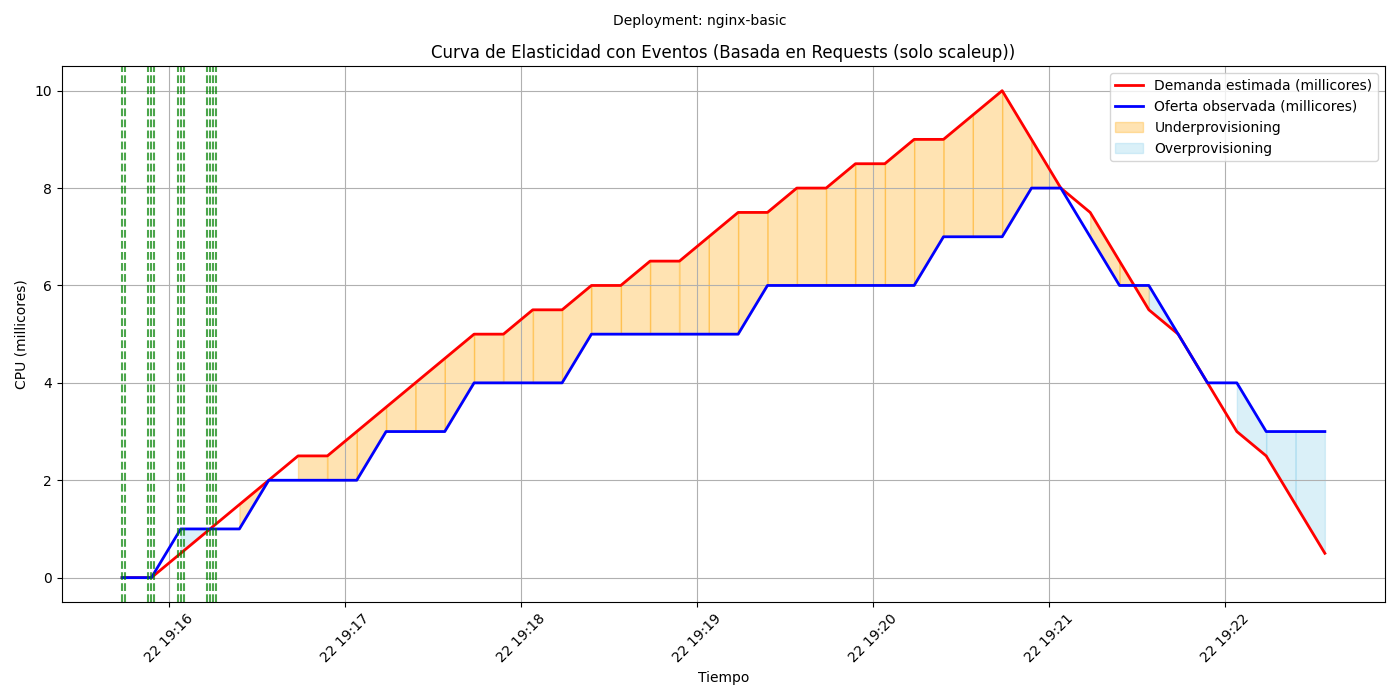 Deployment: nginx-basic
Curva de Elasticidad con Eventos (Basada en Requests (solo scaleup))
Demanda estimada (millicores)
Oferta observada (millicores)
Underprovisioning
Overprovisioning
CPU (millicores)
10
8
6
4
2
0
22 19:16
22 19:17
22 19:18
22 19:19
22 19:20
22 19:21
22 19:22
Tiempo